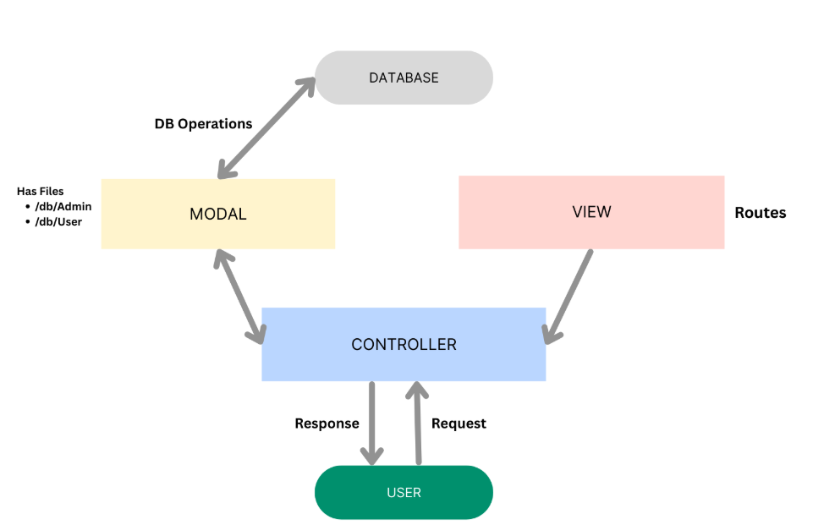 DATABASE
DB Operations
Has Files
• /db/Admin
• /db/User
MODAL
VIEW
Routes
CONTROLLER
Response
Request
USER